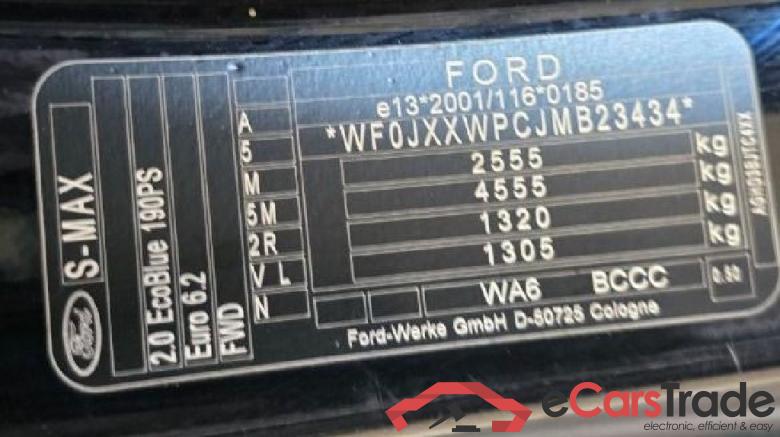 FORD
e13*2001/116*0185
*WF0JXXWPCJMB23434*
2555 kg
4555 kg
1320 kg
1305 kg
WA6 BCCC
Ford-Werke GmbH D-50725 Cologne
Ford
S-MAX
2.0 EcoBlue 190PS
Euro 6.2
FWD
A
5
M
5M
2R
V L
N
eCarsTrade
electronic, efficient & easy